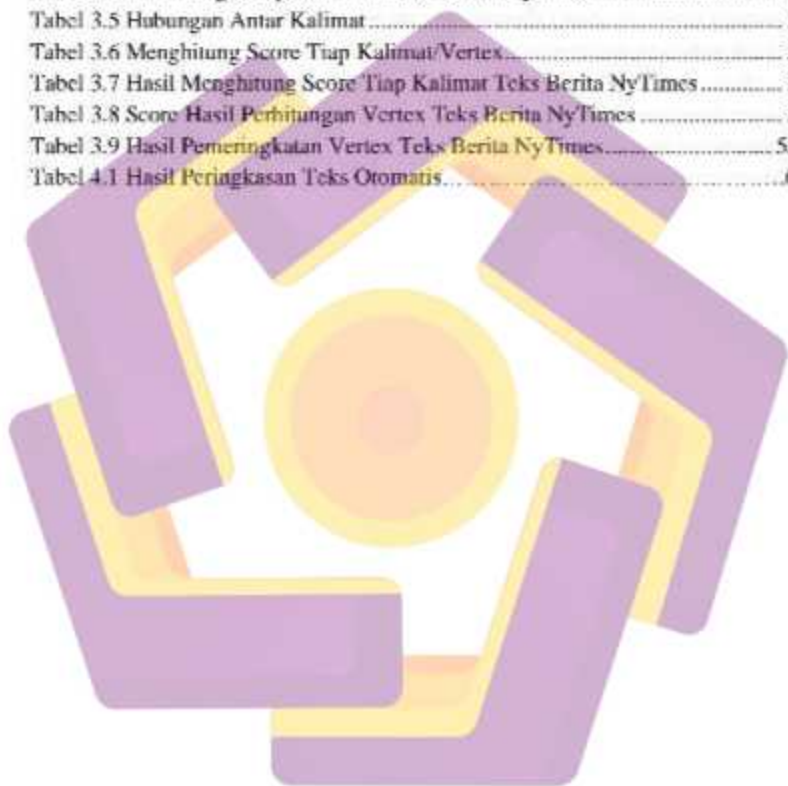 Tabel 3.5 Hubungan Antar Kalimat
Tabel 3.6 Menghitung Score Tiap Kalimat/Vertex
Tabel 3.7 Hasil Menghitung Score Tiap Kalimat Teks Berita NyTimes
Tabel 3.8 Score Hasil Perhitungan Vertex Teks Berita NyTimes
Tabel 3.9 Hasil Pemeringkatan Vertex Teks Berita NyTimes
Tabel 4.1 Hasil Peringkasan Teks Otomatis